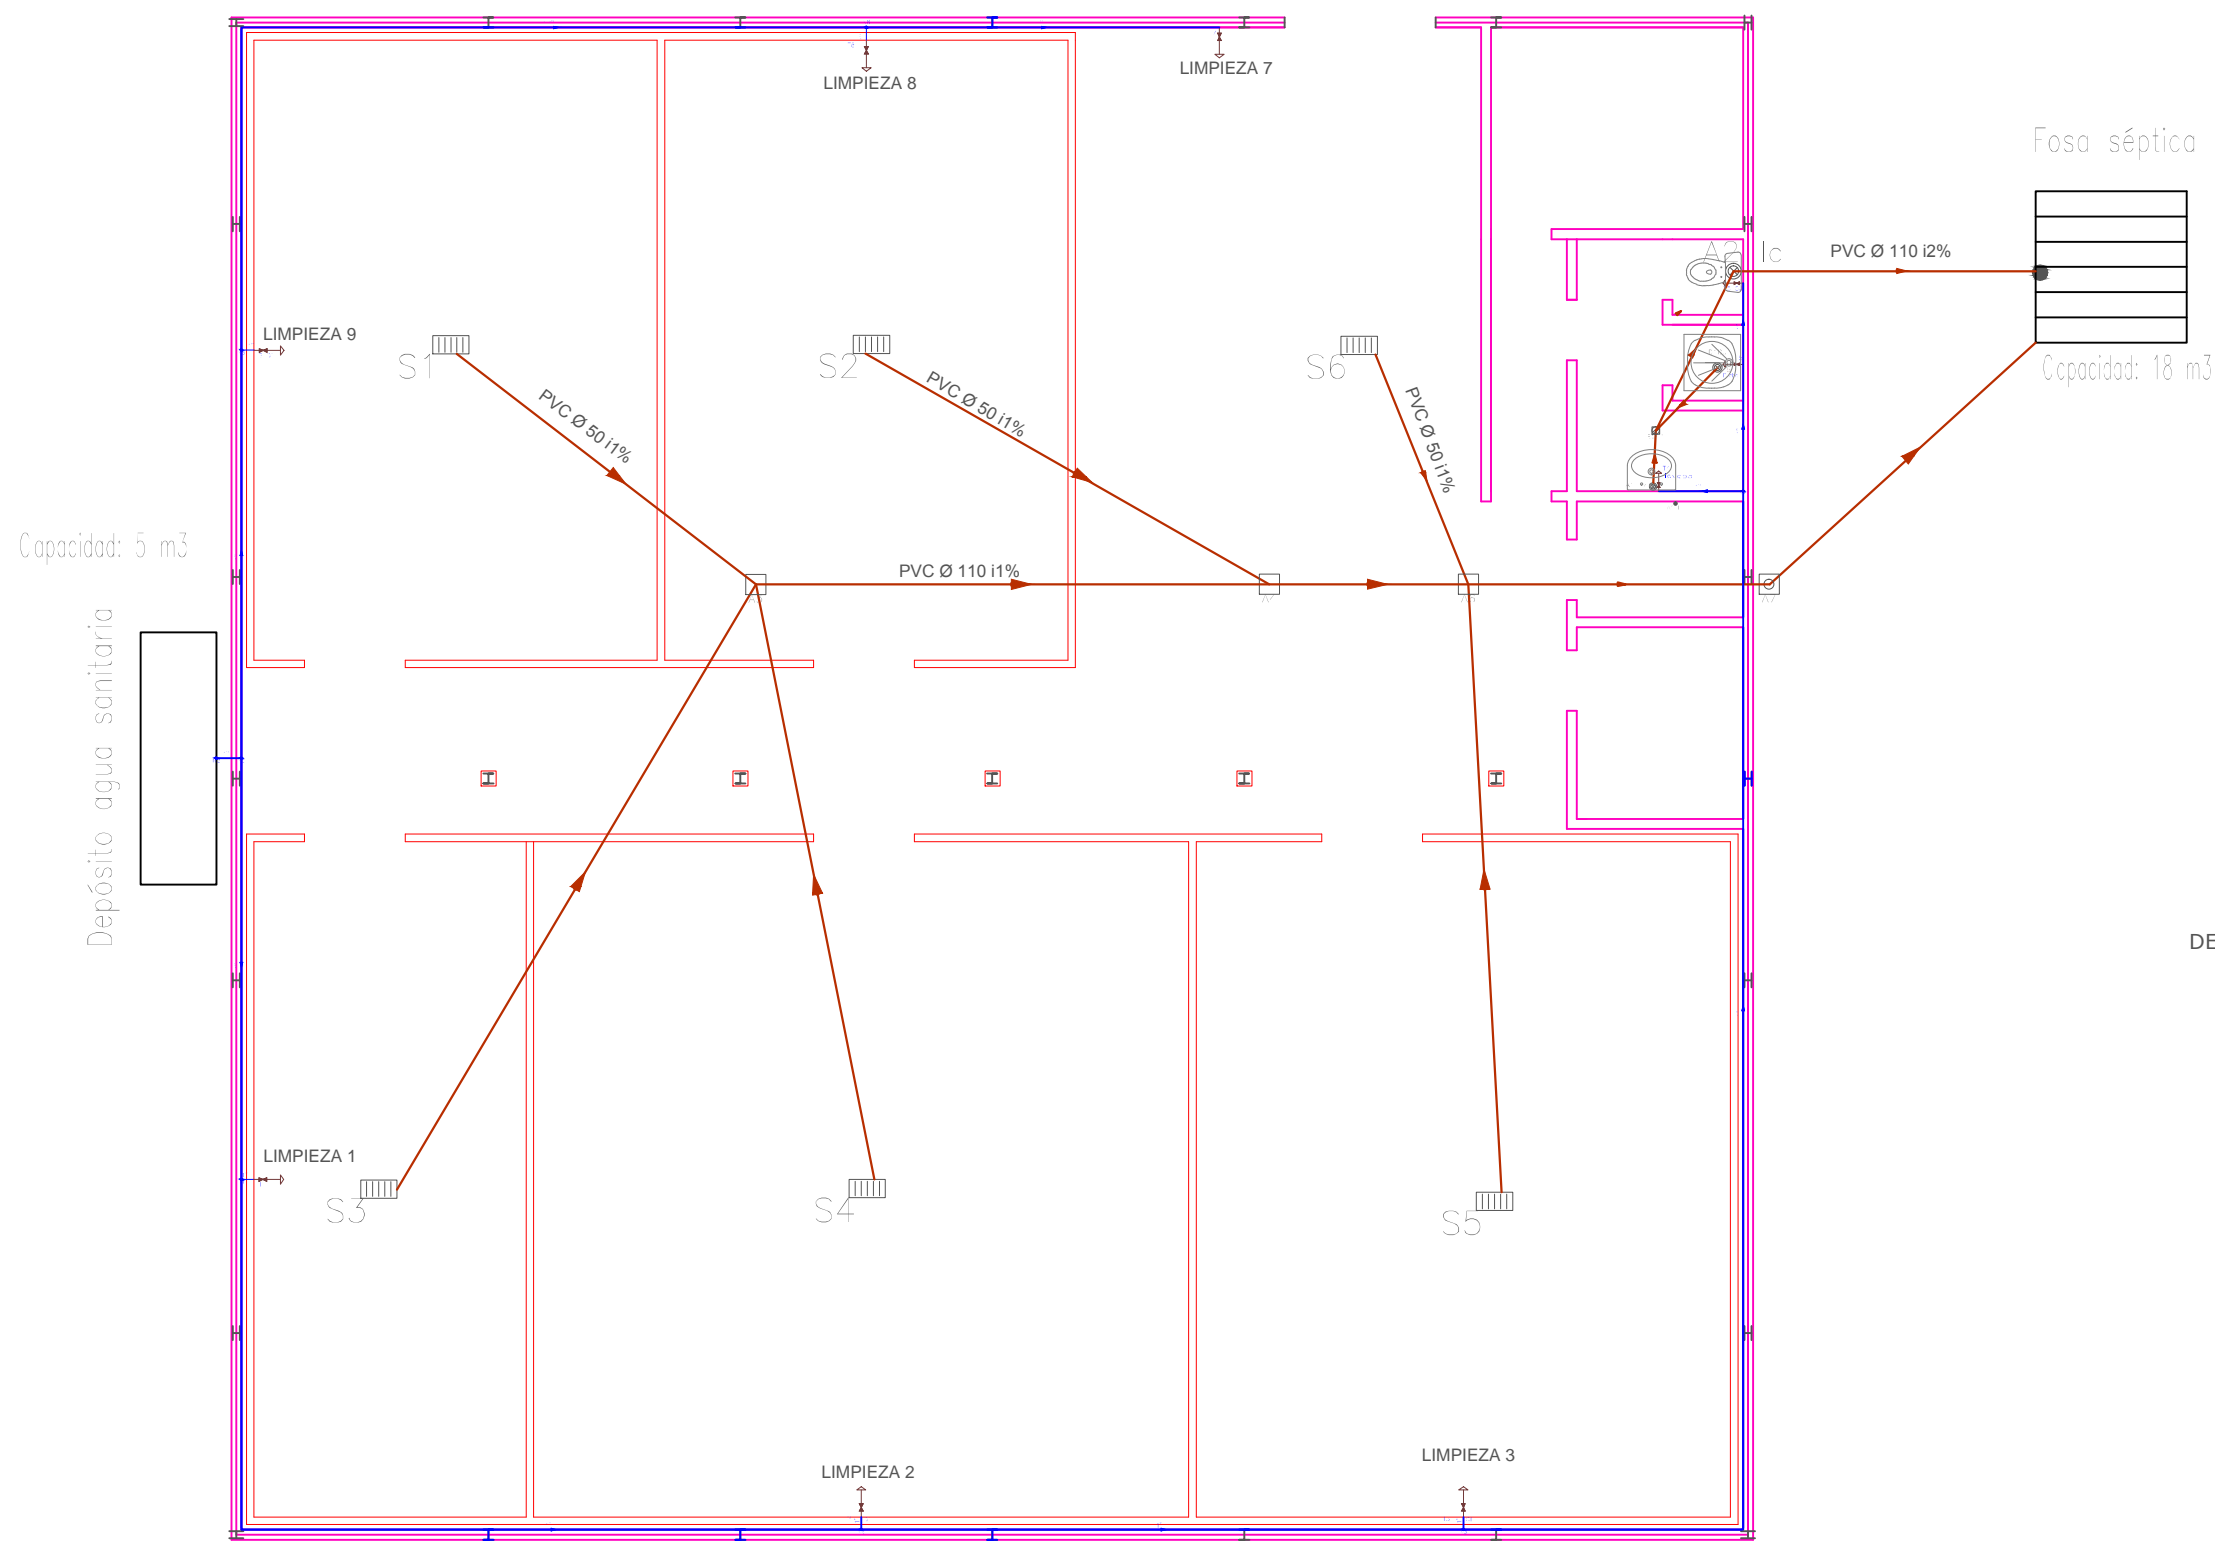 LIMPIEZA 8
LIMPIEZA 7
Fosa séptica
A2 Ic
PVC Ø 110 i2%
LIMPIEZA 9
S1
S2
S6
Ccpacidad: 18 m3
PVC Ø 50 i1%
PVC Ø 50 i1%
PVC Ø 50 i1%
Capacidad: 5 m3
PVC Ø 110 i1%
Depósito agua sanitaria
DE
LIMPIEZA 1
S3
S4
S5
LIMPIEZA 2
LIMPIEZA 3